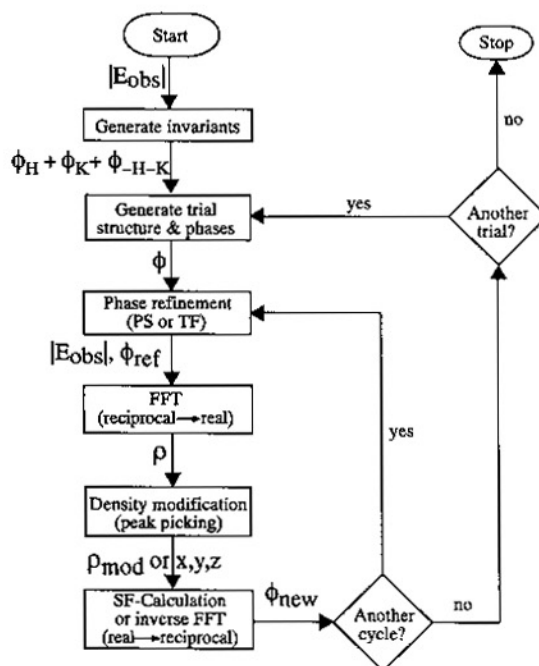 Start
|Eobs|
Generate invariants
ϕH + ϕK + ϕ–H–K
Generate trial
structure & phases
ϕ
Phase refinement
(PS or TF)
|Eobs|, ϕref
FFT
(reciprocal→real)
ρ
Density modification
(peak picking)
ρmod or x,y,z
SF-Calculation
or inverse FFT
(real→reciprocal)
ϕnew
Another
cycle?
yes
no
Another
trial?
yes
no
Stop